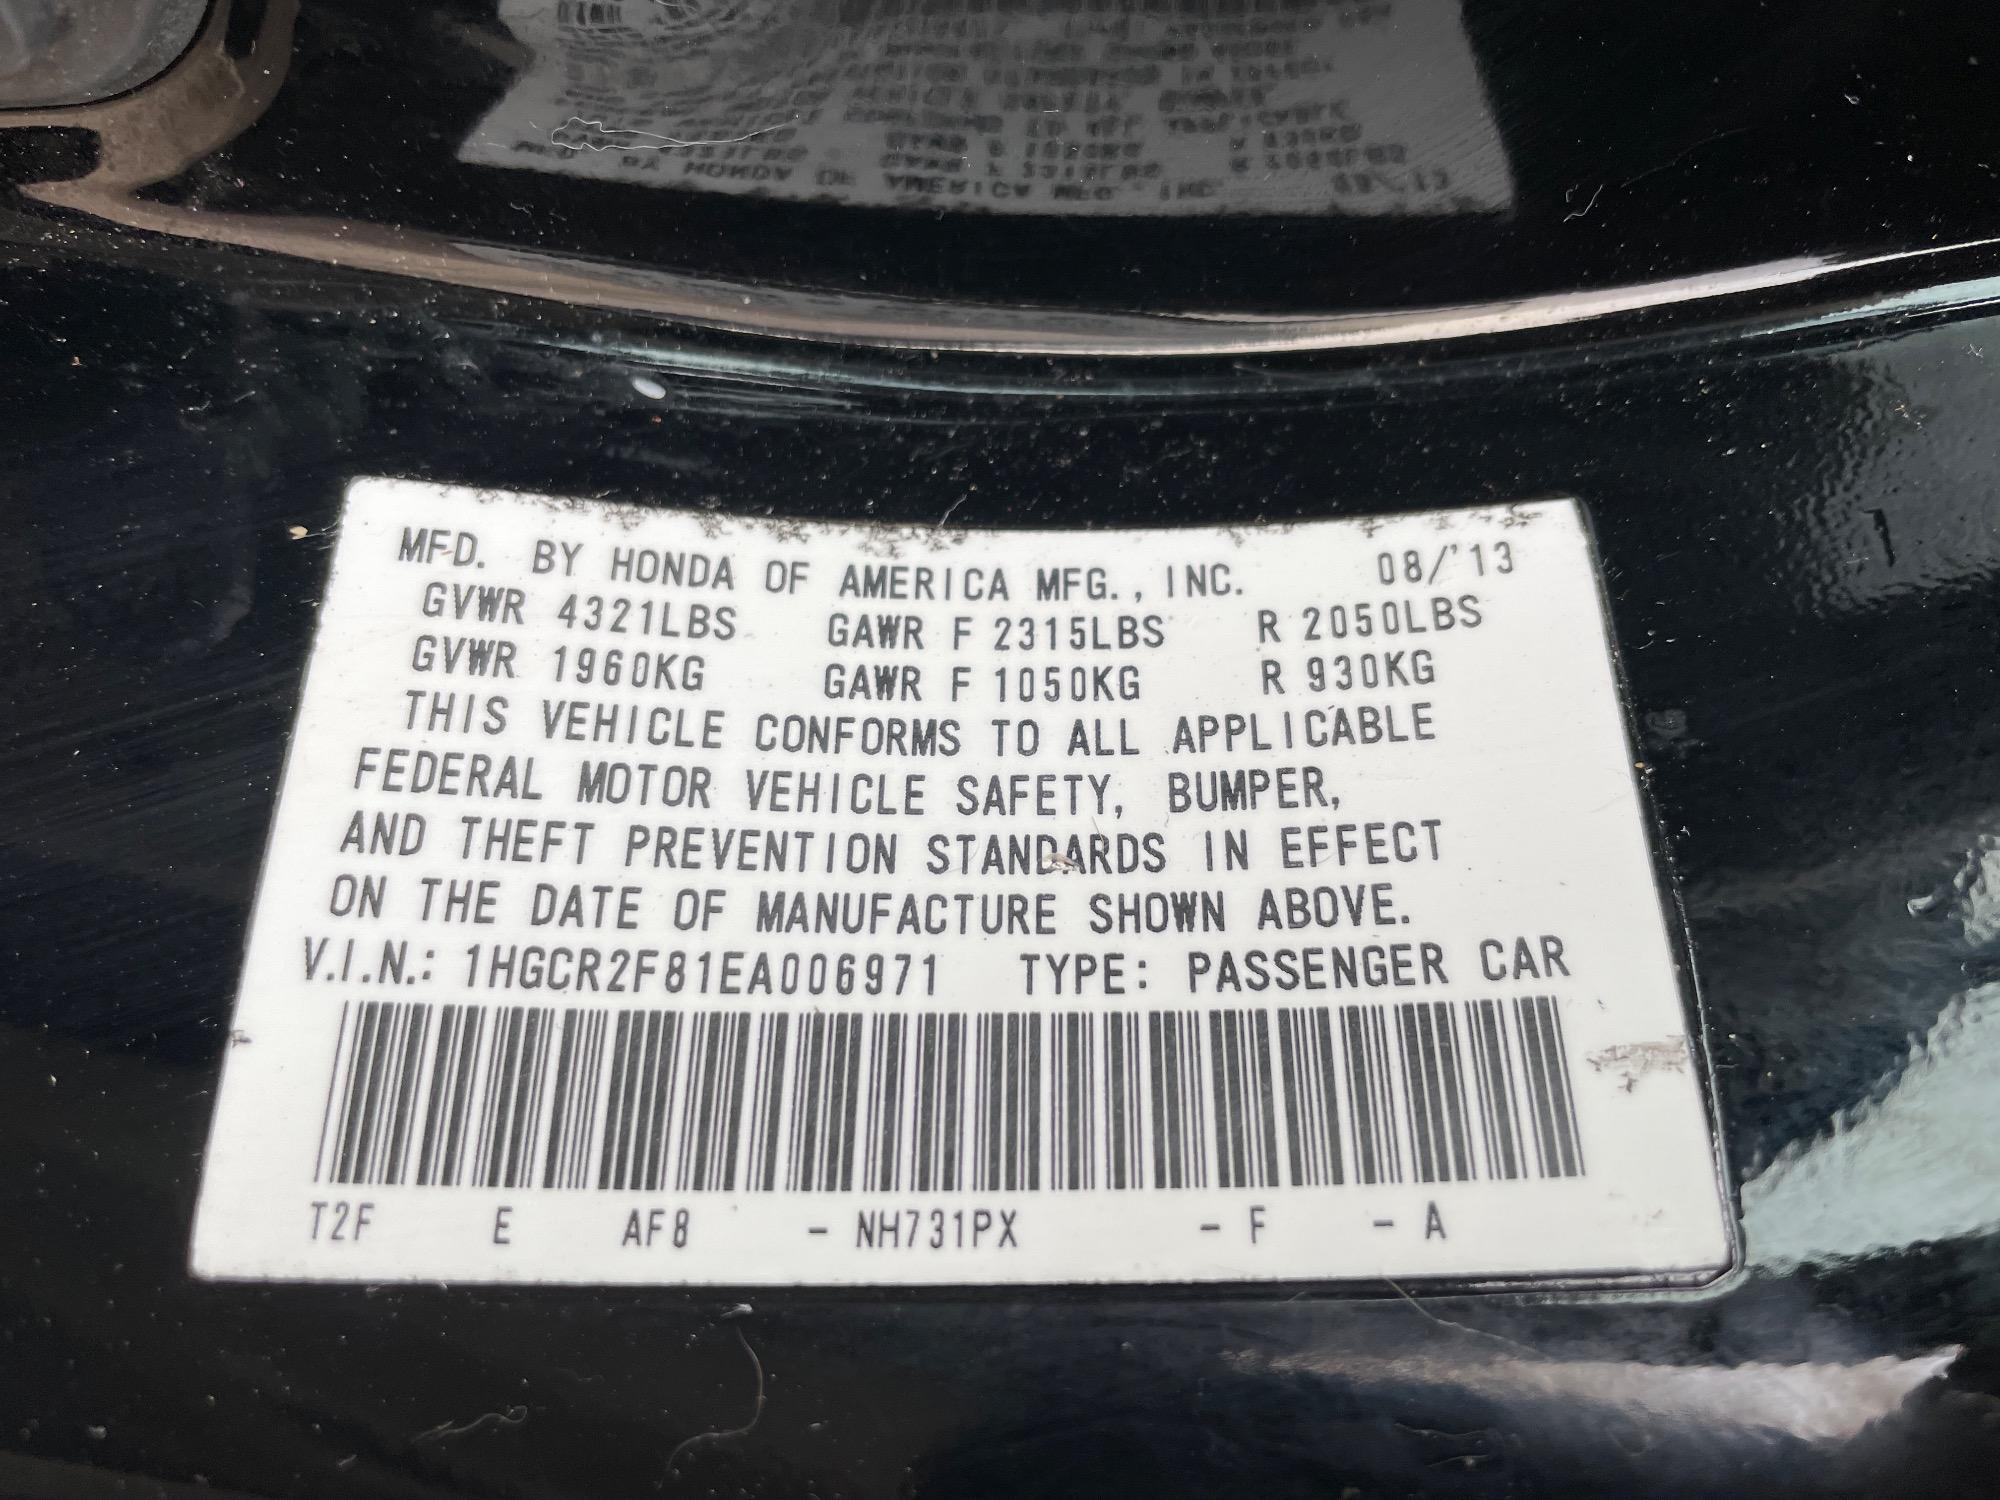 MFD. BY HONDA OF AMERICA MFG., INC. 08/'13
GVWR 4321LBS GAWR F 2315LBS R 2050LBS
GVWR 1960KG GAWR F 1050KG R 930KG
THIS VEHICLE CONFORMS TO ALL APPLICABLE
FEDERAL MOTOR VEHICLE SAFETY, BUMPER,
AND THEFT PREVENTION STANDARDS IN EFFECT
ON THE DATE OF MANUFACTURE SHOWN ABOVE.
V.I.N.: 1HGCR2F81EA006971 TYPE: PASSENGER CAR
T2F E AF8 - NH731PX - F - A